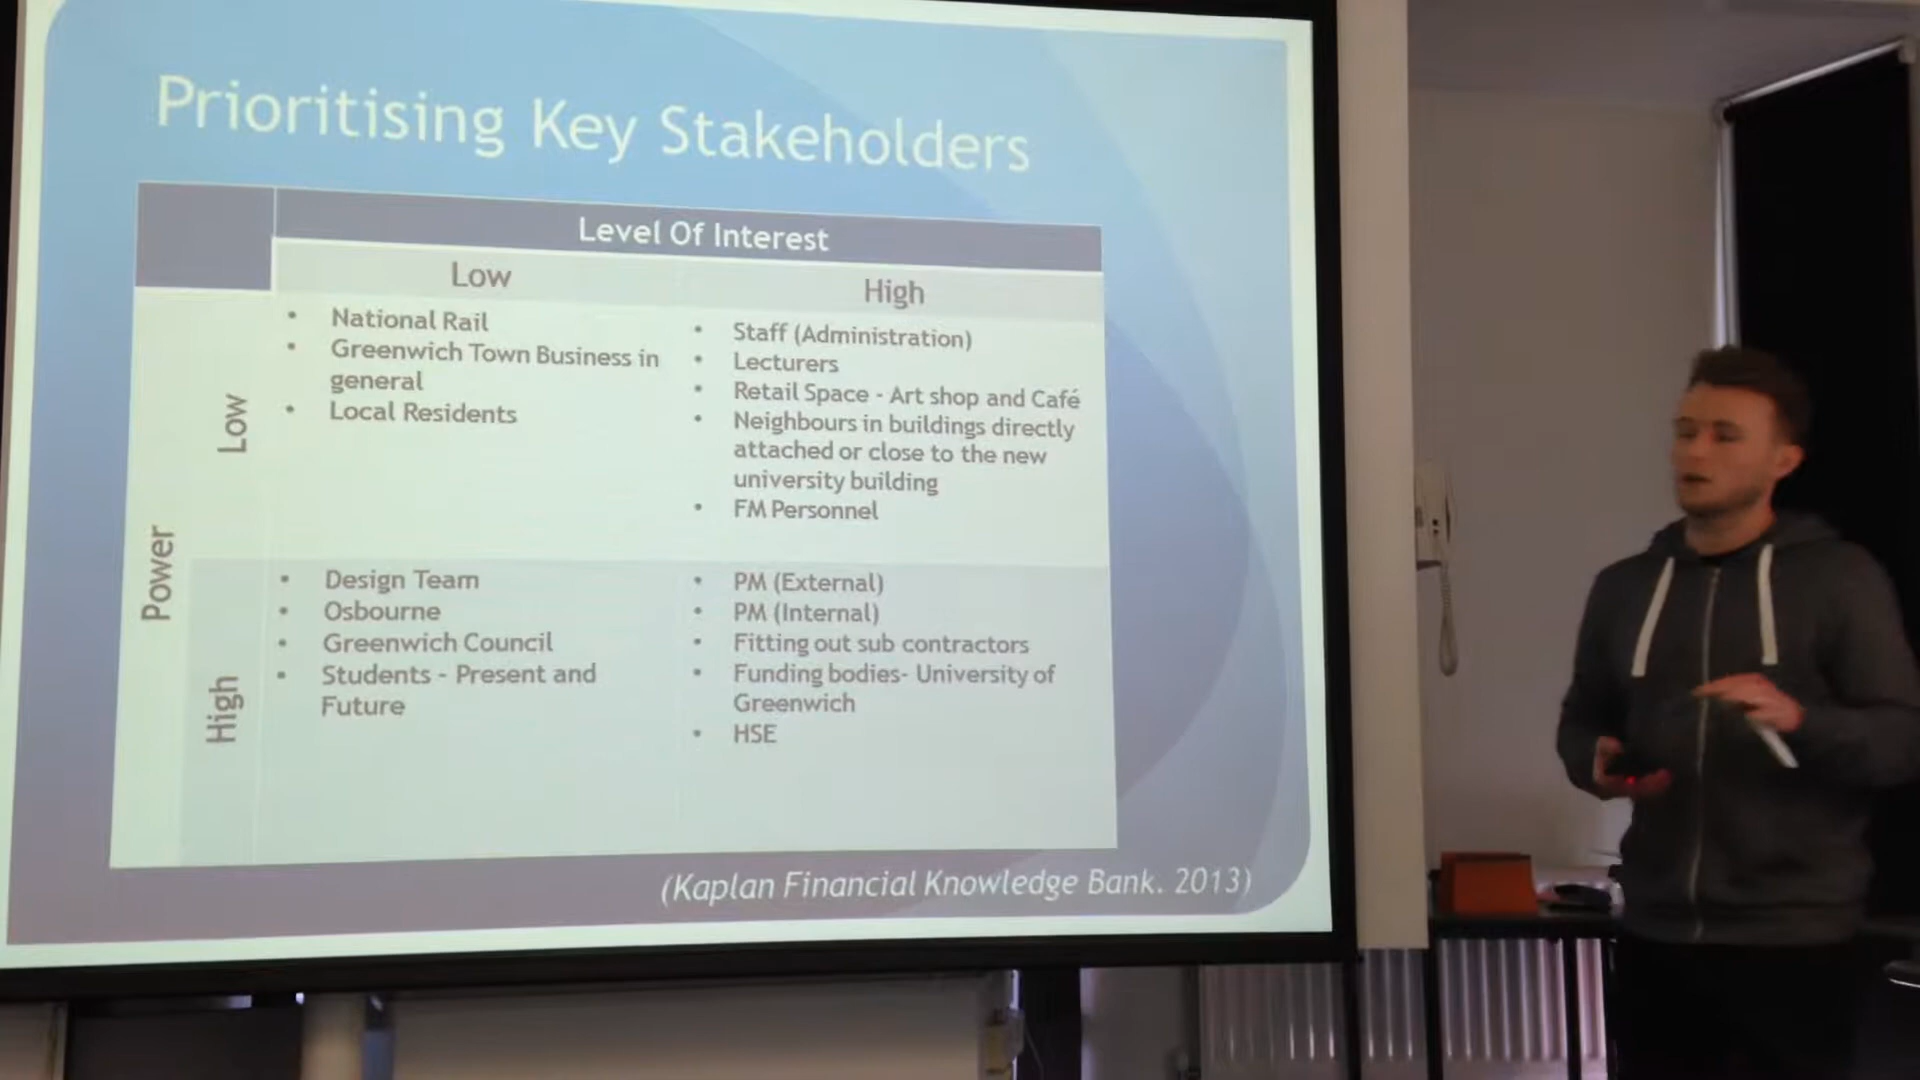 Prioritising Key Stakeholders
Level Of Interest
Low
High
Power
Low
• National Rail
• Greenwich Town Business in
general
• Local Residents
• Staff (Administration)
• Lecturers
• Retail Space - Art shop and Café
• Neighbours in buildings directly
attached or close to the new
university building
• FM Personnel
High
• Design Team
• Osbourne
• Greenwich Council
• Students - Present and
Future
• PM (External)
• PM (Internal)
• Fitting out sub contractors
• Funding bodies- University of
Greenwich
• HSE
(Kaplan Financial Knowledge Bank. 2013)